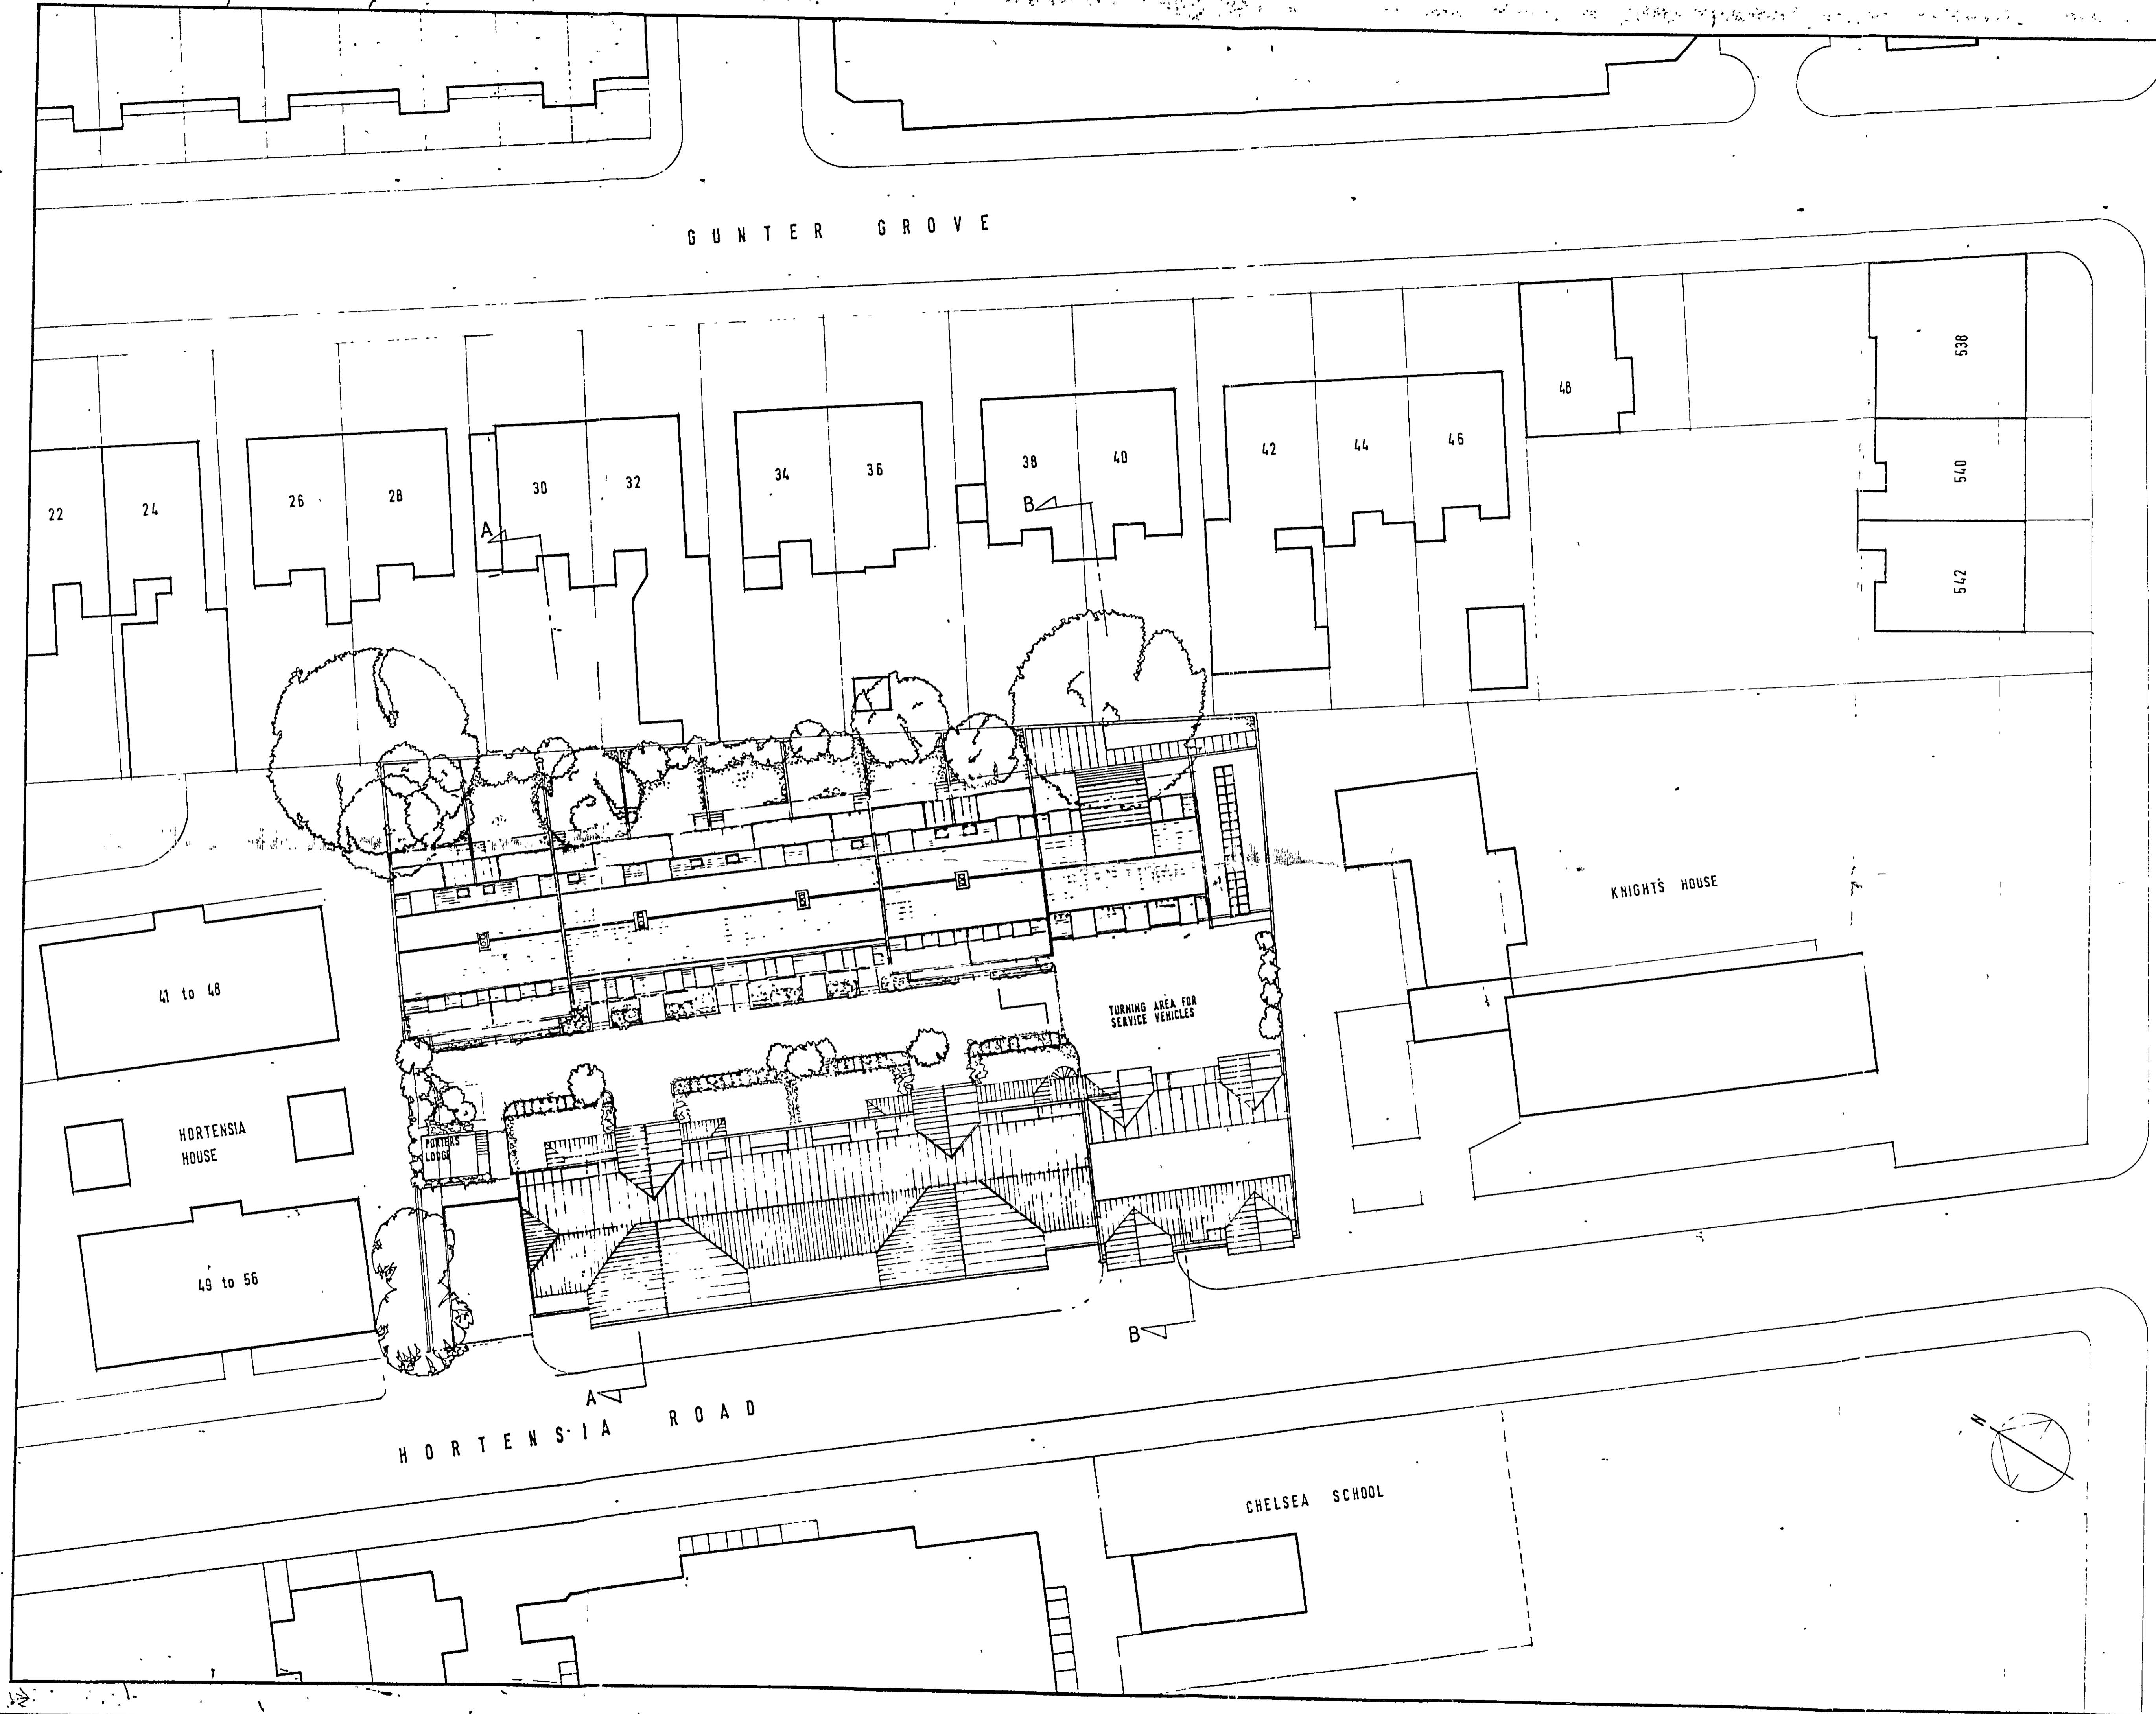 GUNTER GROVE
538
48
540
542
22
24
26
28
30
32
34
36
38
40
42
44
46
A
B
KNIGHTS HOUSE
41 to 48
TURNING AREA FOR
SERVICE VEHICLES
HORTENSIA
HOUSE
PORTERS
LODGE
49 to 56
B
A
HORTENSIA ROAD
N
CHELSEA SCHOOL